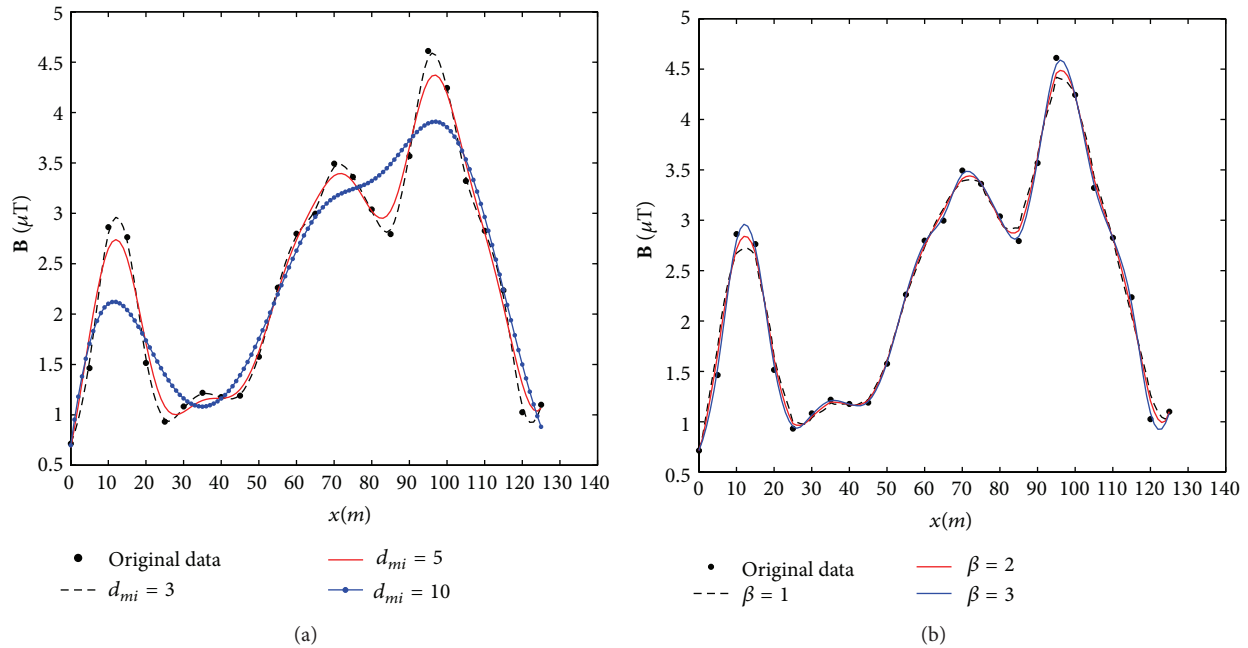 5
4.5
4
3.5
3
2.5
2
1.5
1
0.5
B (μT)
0 10 20 30 40 50 60 70 80 90 100 110 120 130 140
x(m)
Original data
d_mi = 3
d_mi = 5
d_mi = 10
(a)
5
4.5
4
3.5
3
2.5
2
1.5
1
0.5
B (μT)
0 10 20 30 40 50 60 70 80 90 100 110 120 130 140
x(m)
Original data
β = 1
β = 2
β = 3
(b)